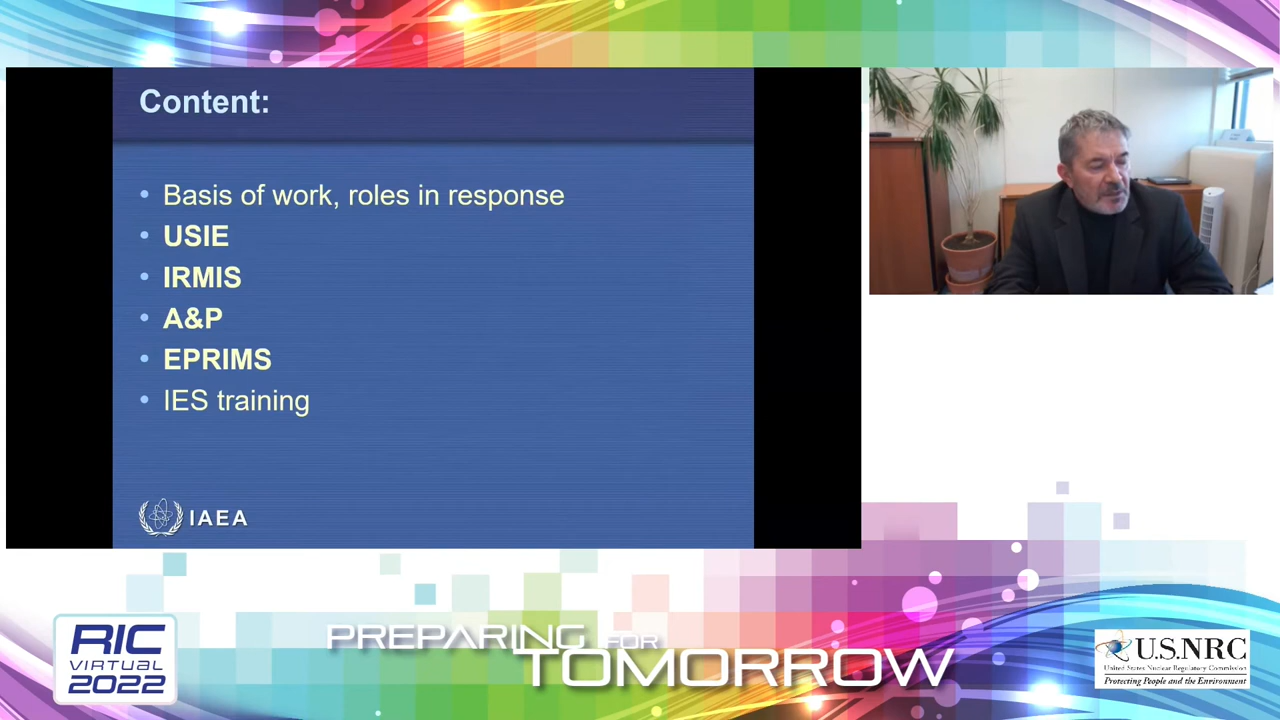 Content:
• Basis of work, roles in response
• USIE
• IRMIS
• A&P
• EPRIMS
• IES training
IAEA
RIC
VIRTUAL
2022
PREPARING FOR
TOMORROW
U.S.NRC
United States Nuclear Regulatory Commission
Protecting People and the Environment